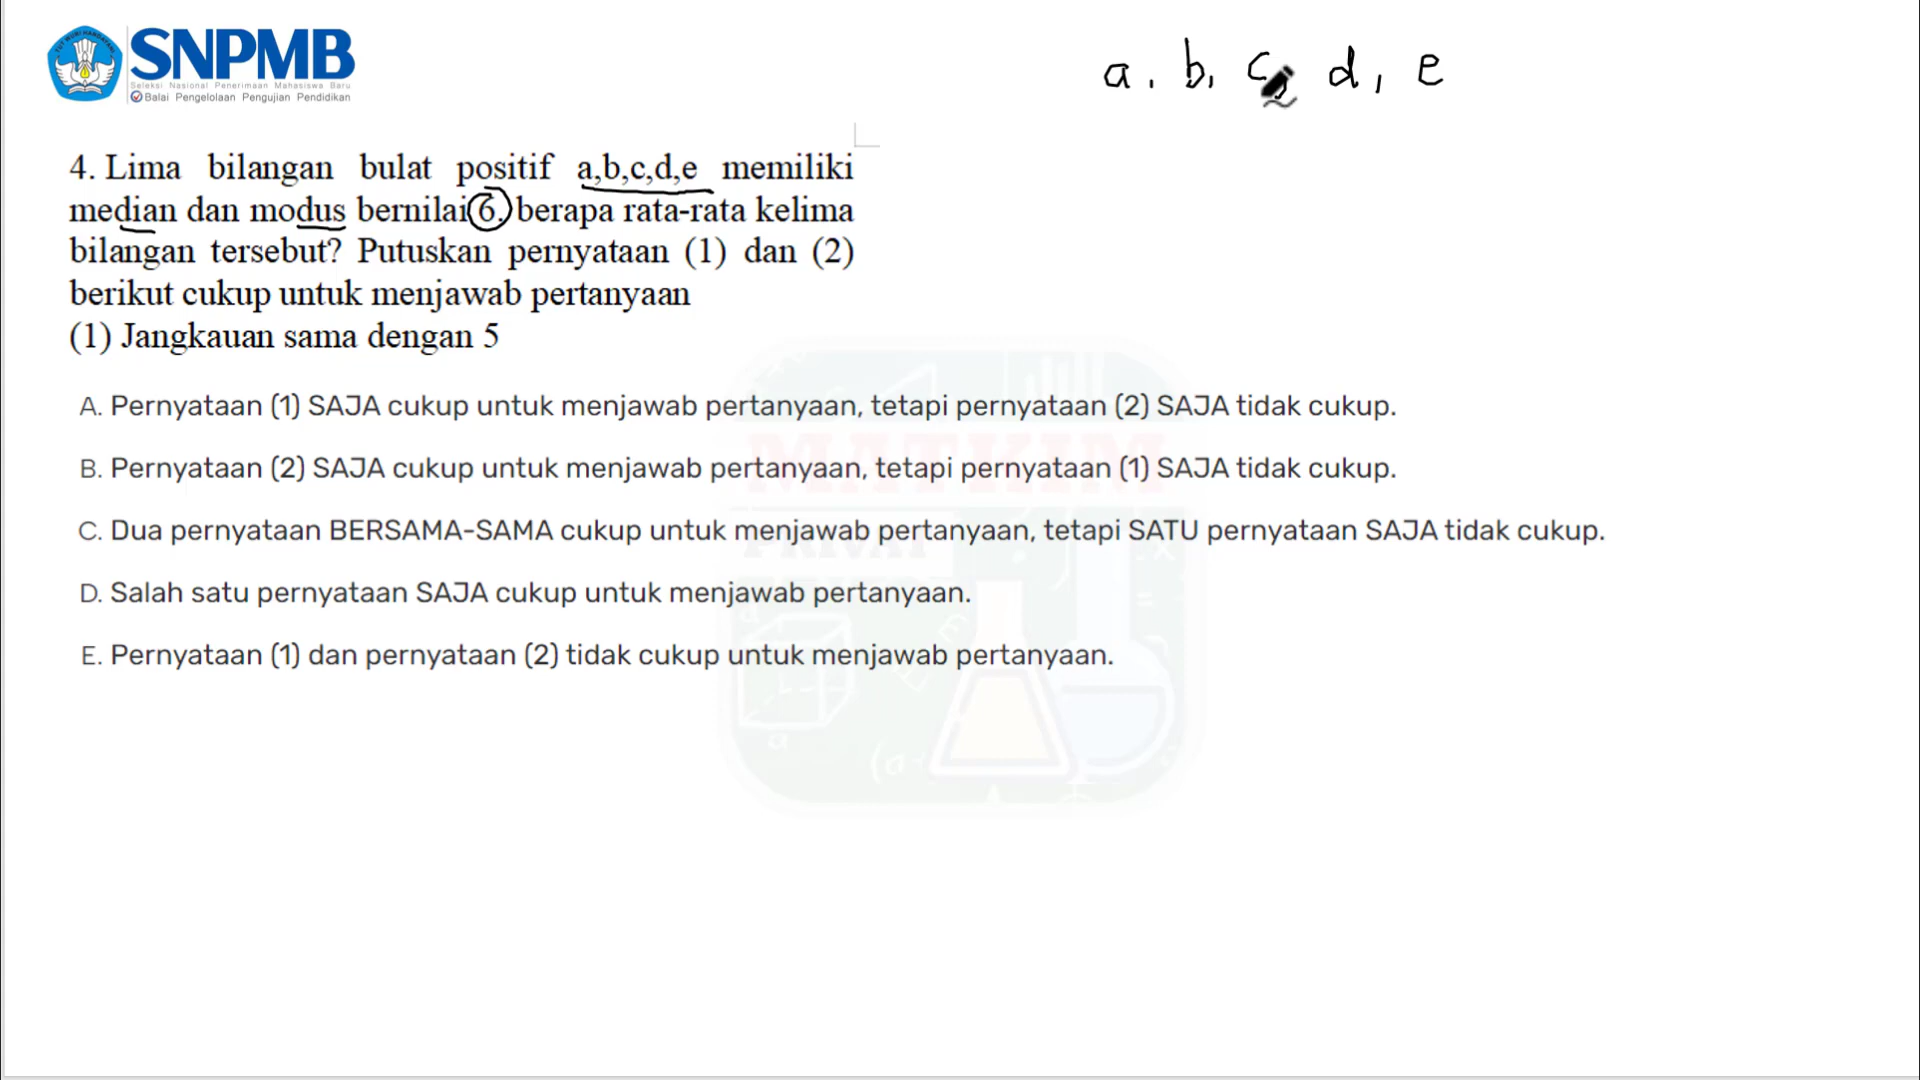 SNPMB
Seleksi Nasional Penerimaan Mahasiswa Baru
Balai Pengelolaan Pengujian Pendidikan
a, b, c, d, e
4. Lima bilangan bulat positif a,b,c,d,e memiliki
median dan modus bernilai 6. berapa rata-rata kelima
bilangan tersebut? Putuskan pernyataan (1) dan (2)
berikut cukup untuk menjawab pertanyaan
(1) Jangkauan sama dengan 5
A. Pernyataan (1) SAJA cukup untuk menjawab pertanyaan, tetapi pernyataan (2) SAJA tidak cukup.
B. Pernyataan (2) SAJA cukup untuk menjawab pertanyaan, tetapi pernyataan (1) SAJA tidak cukup.
MATKIM
C. Dua pernyataan BERSAMA-SAMA cukup untuk menjawab pertanyaan, tetapi SATU pernyataan SAJA tidak cukup.
PRIVAT
D. Salah satu pernyataan SAJA cukup untuk menjawab pertanyaan.
E. Pernyataan (1) dan pernyataan (2) tidak cukup untuk menjawab pertanyaan.